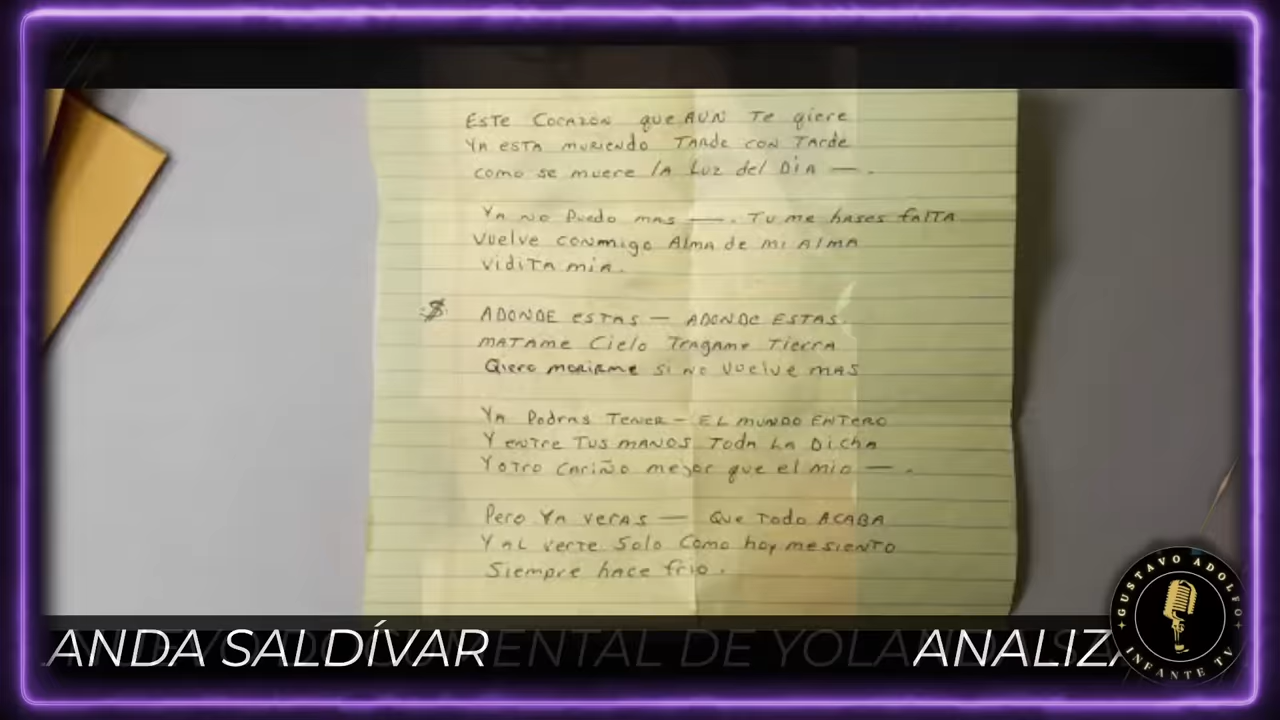 ESTE CORAZON que AUN Te qiere
YA ESTA MURIENDO TARde CON TARde
como se muere lA Luz del DiA — .
YA NO PUedO mas — . TU me hases fALTA
Vuelve CONmigo Alma de Mi AlmA
vidiTA miA.
$ ADONDE eSTAS — ADONDe ESTAS.
MATAMe Cielo TRAgAMe Tierra
Qiero moriRme si No Vuelve MAS
YA PodrAs TeNeR – EL MUNDO ENTeRO
Y eNTre TUS MANOS TodA LA DichA
Y oTRO CARiÑO mejor que el mio — .
Pero YA verAs — Que Todo ACABA
Y AL verTe Solo Como hoy me SieNTO
Siempre hAce frio .
ANDA SALDÍVAR ANALIZA
ENTAL DE YOLA
GUSTAVO ADOLFO
INFANTE TV